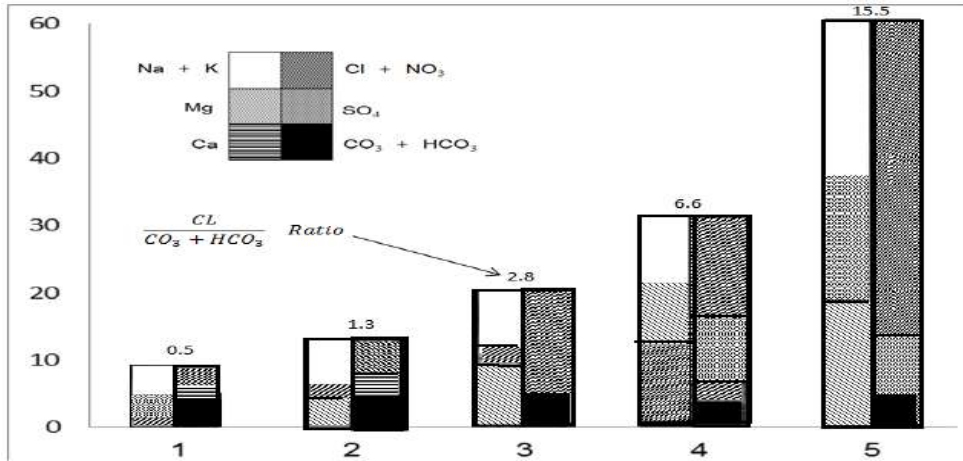 60
50
40
30
20
10
0
Na + K
Cl + NO₃
Mg
SO₄
Ca
CO₃ + HCO₃
CL
CO₃ + HCO₃
Ratio
0.5
1.3
2.8
6.6
15.5
1 2 3 4 5